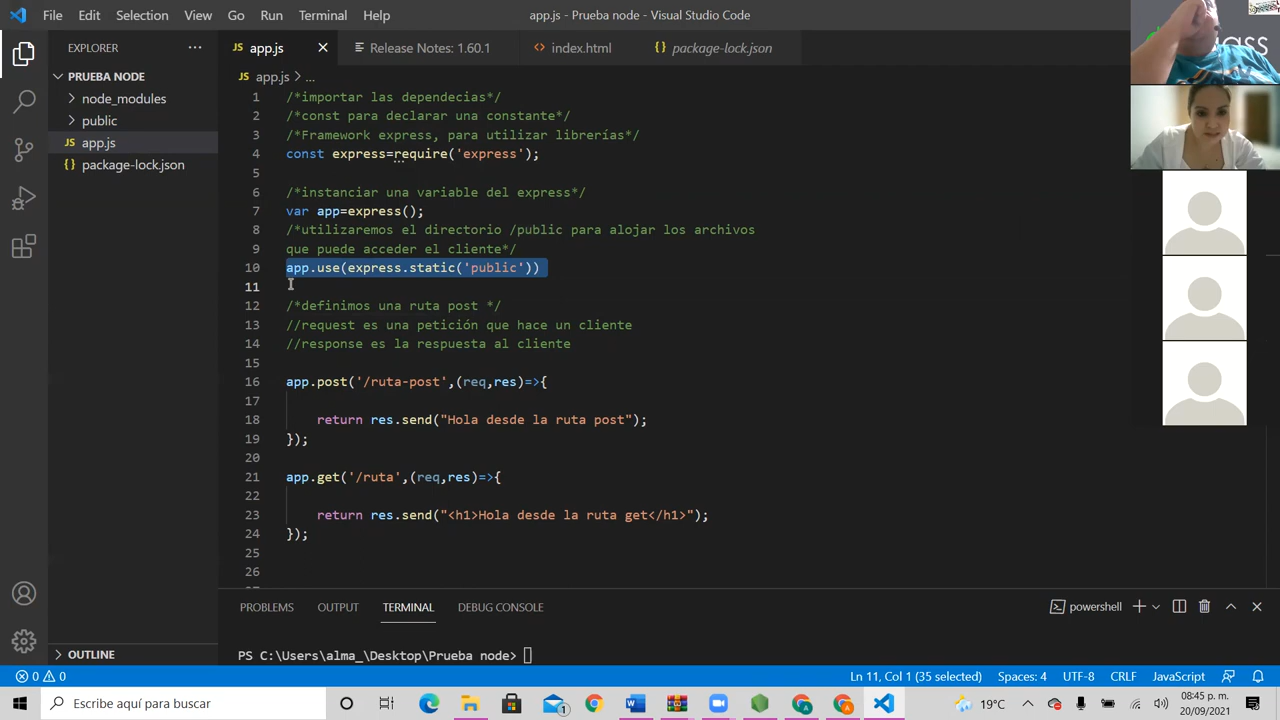 File Edit Selection View Go Run Terminal Help
app.js - Prueba node - Visual Studio Code
EXPLORER ···
PRUEBA NODE
node_modules
public
JS app.js
{} package-lock.json
OUTLINE
JS app.js
Release Notes: 1.60.1
<> index.html
{} package-lock.json
JS app.js > ...
1 /*importar las dependecias*/
2 /*const para declarar una constante*/
3 /*Framework express, para utilizar librerías*/
4 const express=require('express');
5
6 /*instanciar una variable del express*/
7 var app=express();
8 /*utilizaremos el directorio /public para alojar los archivos
9 que puede acceder el cliente*/
10 app.use(express.static('public'))
11
12 /*definimos una ruta post */
13 //request es una petición que hace un cliente
14 //response es la respuesta al cliente
15
16 app.post('/ruta-post',(req,res)=>{
17
18 return res.send("Hola desde la ruta post");
19 });
20
21 app.get('/ruta',(req,res)=>{
22
23 return res.send("<h1>Hola desde la ruta get</h1>");
24 });
25
26
PROBLEMS OUTPUT TERMINAL DEBUG CONSOLE
powershell
PS C:\Users\alma_\Desktop\Prueba node>
0 0
Ln 11, Col 1 (35 selected) Spaces: 4 UTF-8 CRLF JavaScript
Escribe aquí para buscar
1
19°C
08:45 p. m.
20/09/2021